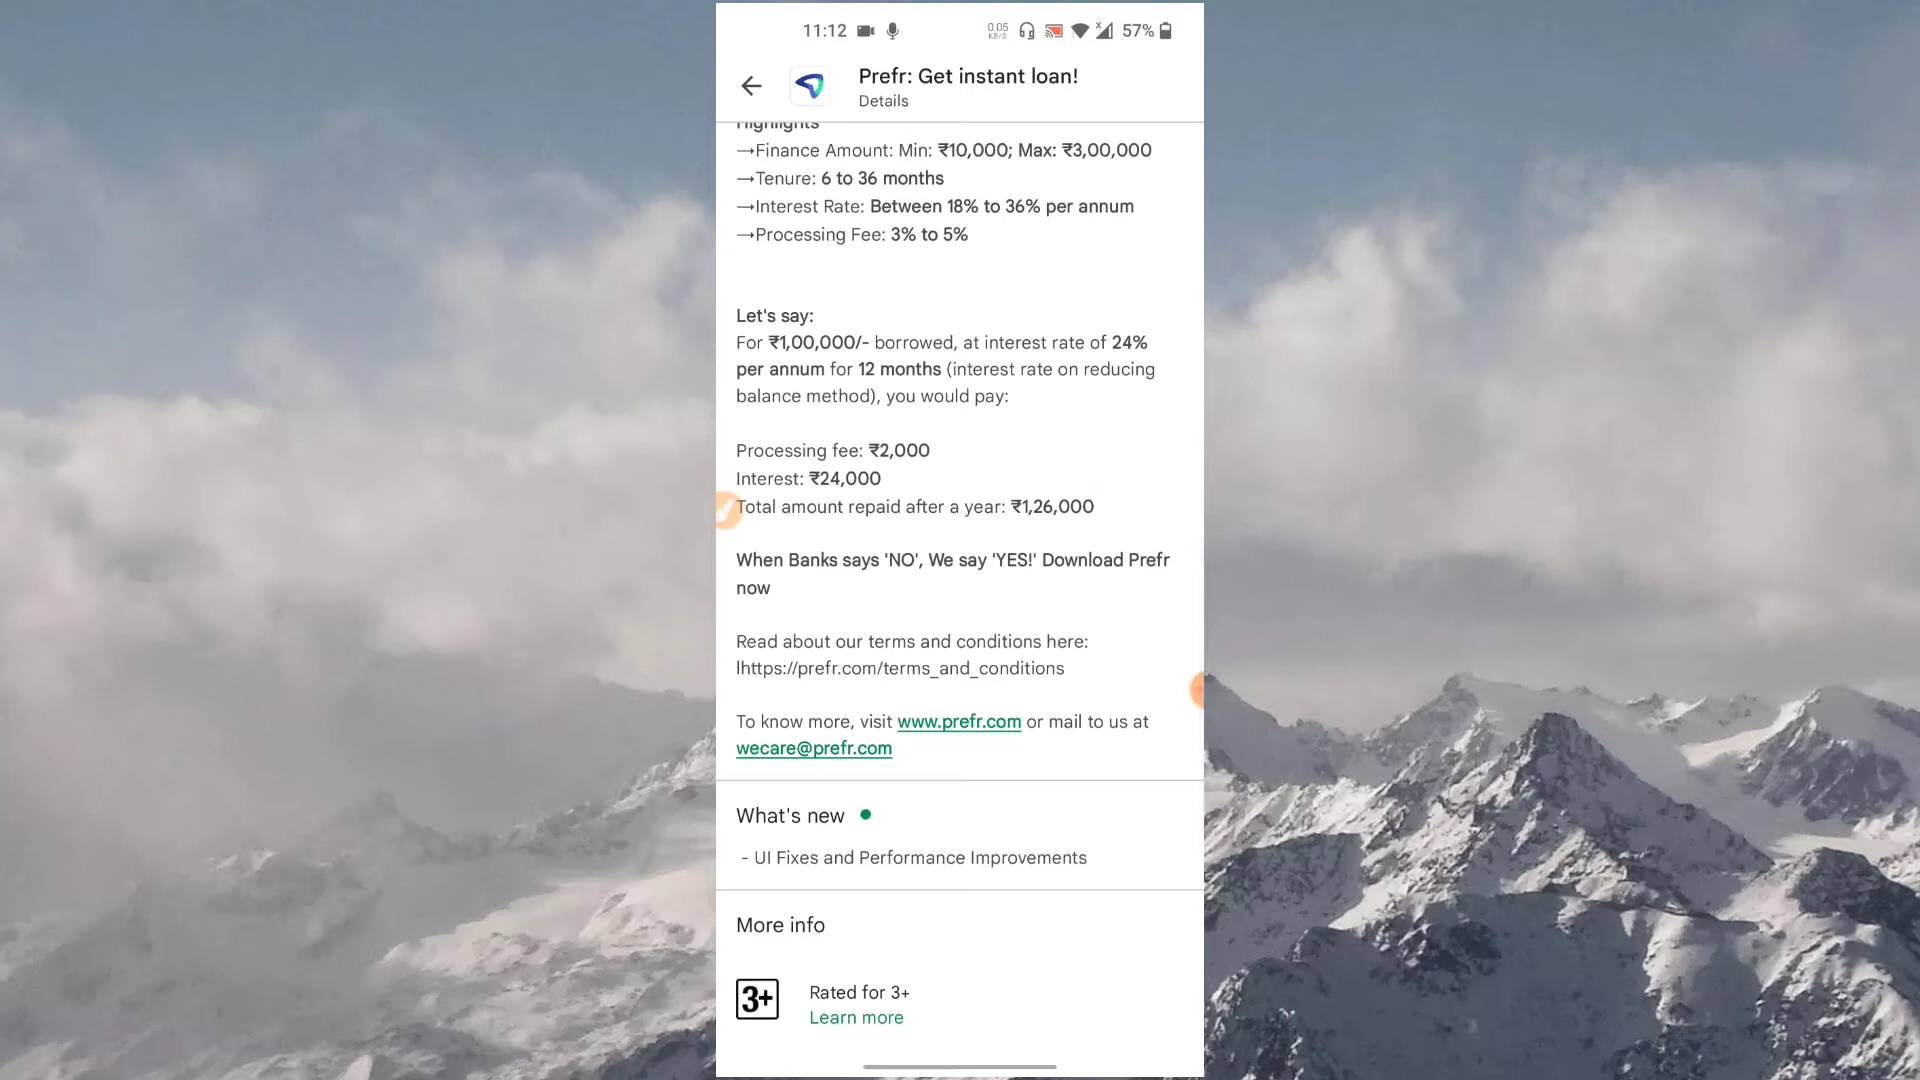 11:12 0.05 KB/S 57%
Prefr: Get instant loan!
Details
Highlights
→Finance Amount: Min: ₹10,000; Max: ₹3,00,000
→Tenure: 6 to 36 months
→Interest Rate: Between 18% to 36% per annum
→Processing Fee: 3% to 5%
Let's say:
For ₹1,00,000/- borrowed, at interest rate of 24%
per annum for 12 months (interest rate on reducing
balance method), you would pay:
Processing fee: ₹2,000
Interest: ₹24,000
Total amount repaid after a year: ₹1,26,000
When Banks says 'NO', We say 'YES!' Download Prefr
now
Read about our terms and conditions here:
lhttps://prefr.com/terms_and_conditions
To know more, visit www.prefr.com or mail to us at
wecare@prefr.com
What's new
- UI Fixes and Performance Improvements
More info
3+ Rated for 3+
Learn more